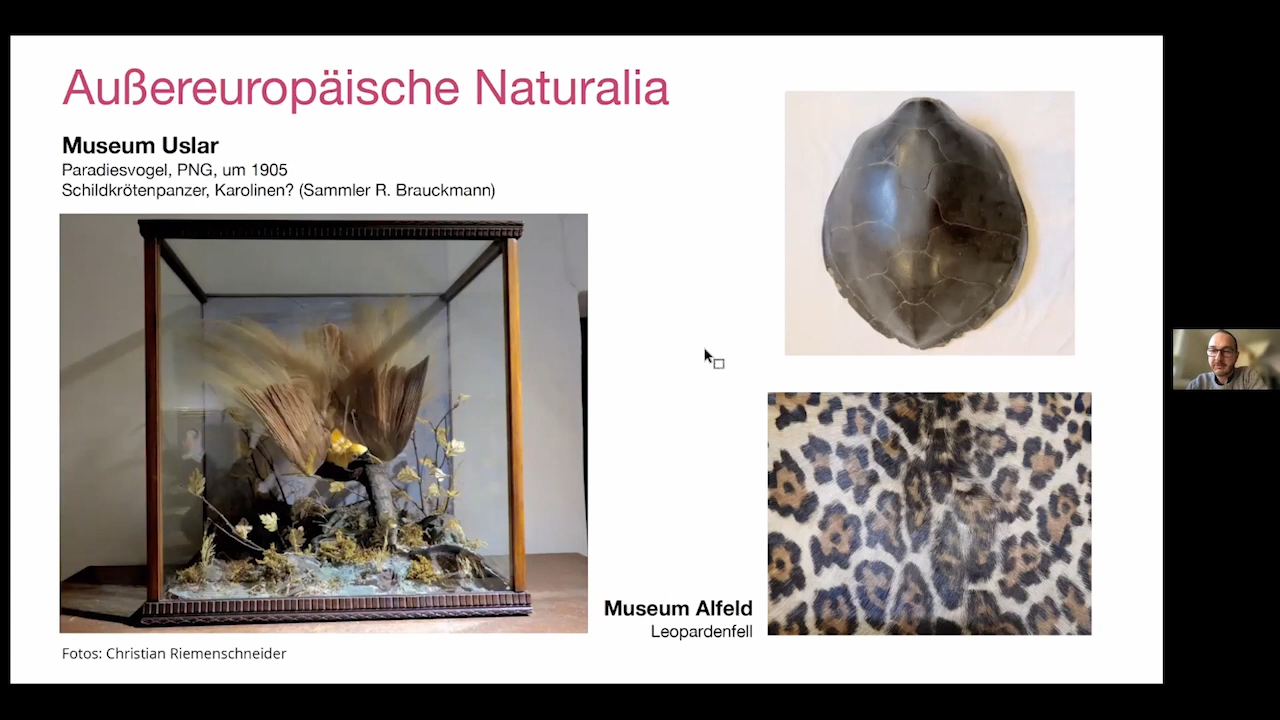 Außereuropäische Naturalia
Museum Uslar
Paradiesvogel, PNG, um 1905
Schildkrötenpanzer, Karolinen? (Sammler R. Brauckmann)
Museum Alfeld
Leopardenfell
Fotos: Christian Riemenschneider